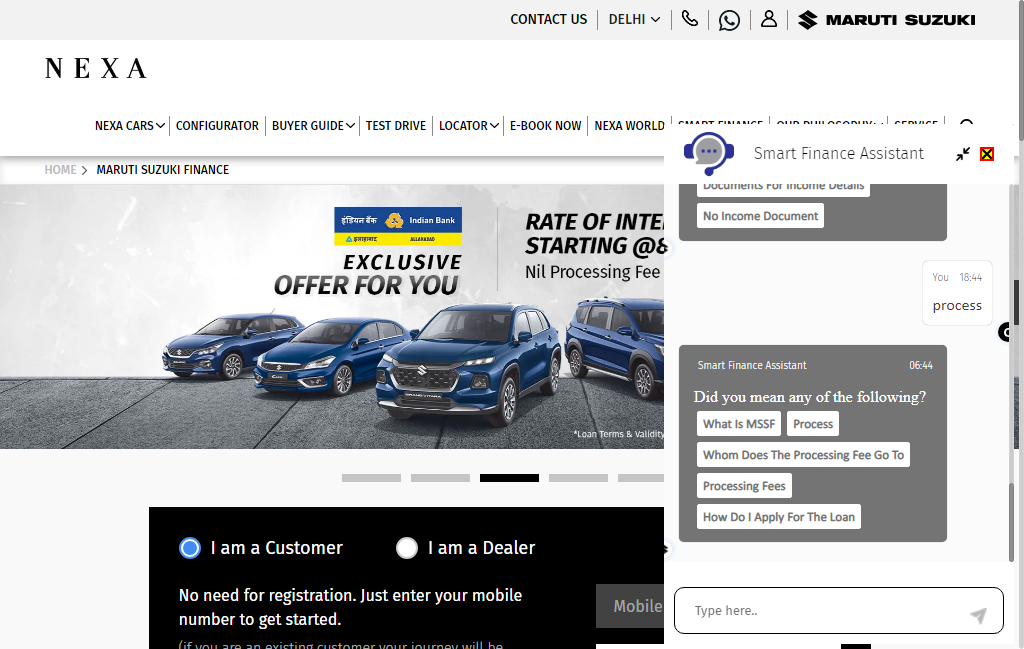 CONTACT US
DELHI
MARUTI SUZUKI
NEXA
NEXA CARS
CONFIGURATOR
BUYER GUIDE
TEST DRIVE
LOCATOR
E-BOOK NOW
NEXA WORLD
SMART FINANCE
OUR PHILOSOPHY
SERVICE
HOME
MARUTI SUZUKI FINANCE
इंडियन बैंक
Indian Bank
इलाहाबाद
ALLAHABAD
EXCLUSIVE
OFFER FOR YOU
RATE OF INTE
STARTING @8
Nil Processing Fee
GRAND VITARA
*Loan Terms & Validity
I am a Customer
I am a Dealer
No need for registration. Just enter your mobile
number to get started.
(if you are an existing customer your journey will be
Mobile
Smart Finance Assistant
Documents For Income Details
No Income Document
You 18:44
process
Smart Finance Assistant 06:44
Did you mean any of the following?
What Is MSSF
Process
Whom Does The Processing Fee Go To
Processing Fees
How Do I Apply For The Loan
Type here..